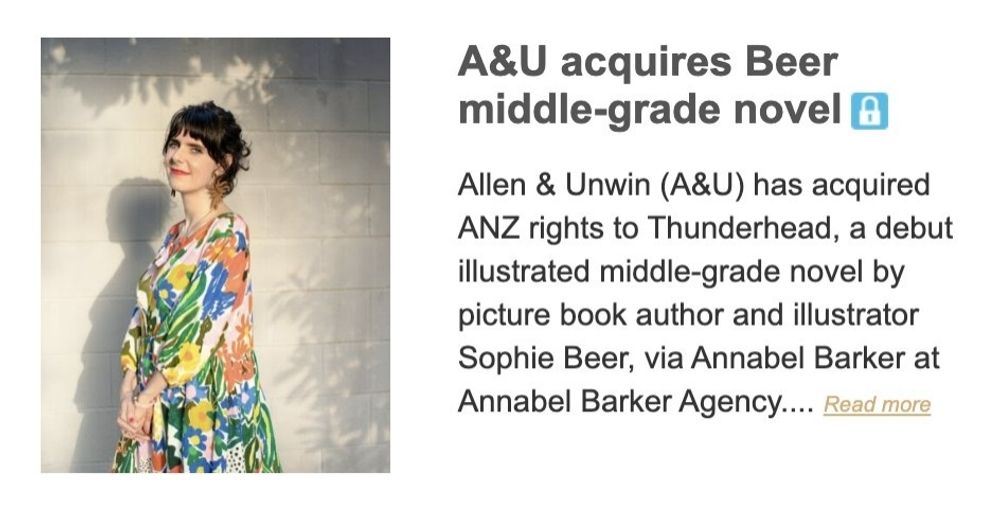 A&U acquires Beer
middle-grade novel
Allen & Unwin (A&U) has acquired
ANZ rights to Thunderhead, a debut
illustrated middle-grade novel by
picture book author and illustrator
Sophie Beer, via Annabel Barker at
Annabel Barker Agency.... Read more